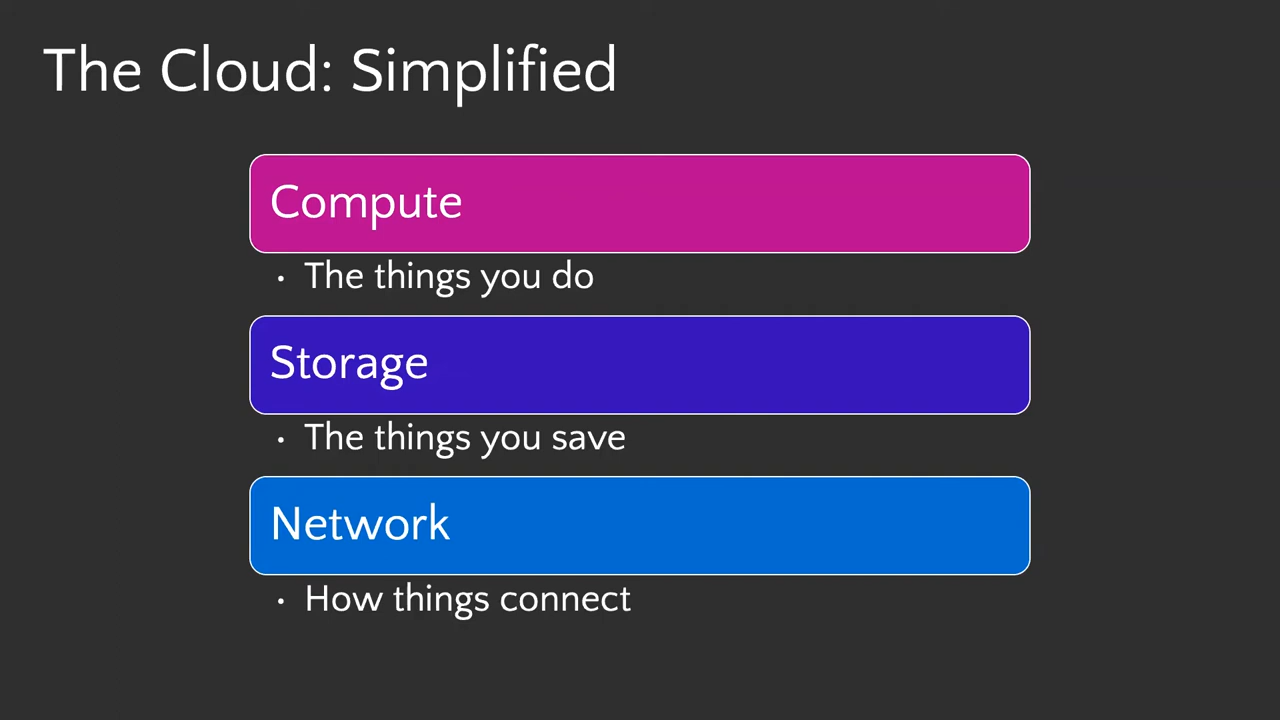 The Cloud: Simplified
Compute
• The things you do
Storage
• The things you save
Network
• How things connect